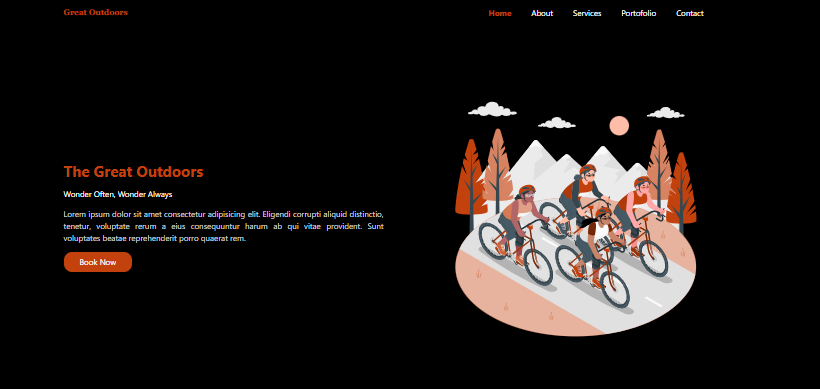 Great Outdoors
Home About Services Portofolio Contact
The Great Outdoors
Wonder Often, Wonder Always
Lorem ipsum dolor sit amet consectetur adipisicing elit. Eligendi corrupti aliquid distinctio,
tenetur, voluptate rerum a eius consequuntur harum ab qui vitae provident. Sunt
voluptates beatae reprehenderit porro quaerat rem.
Book Now